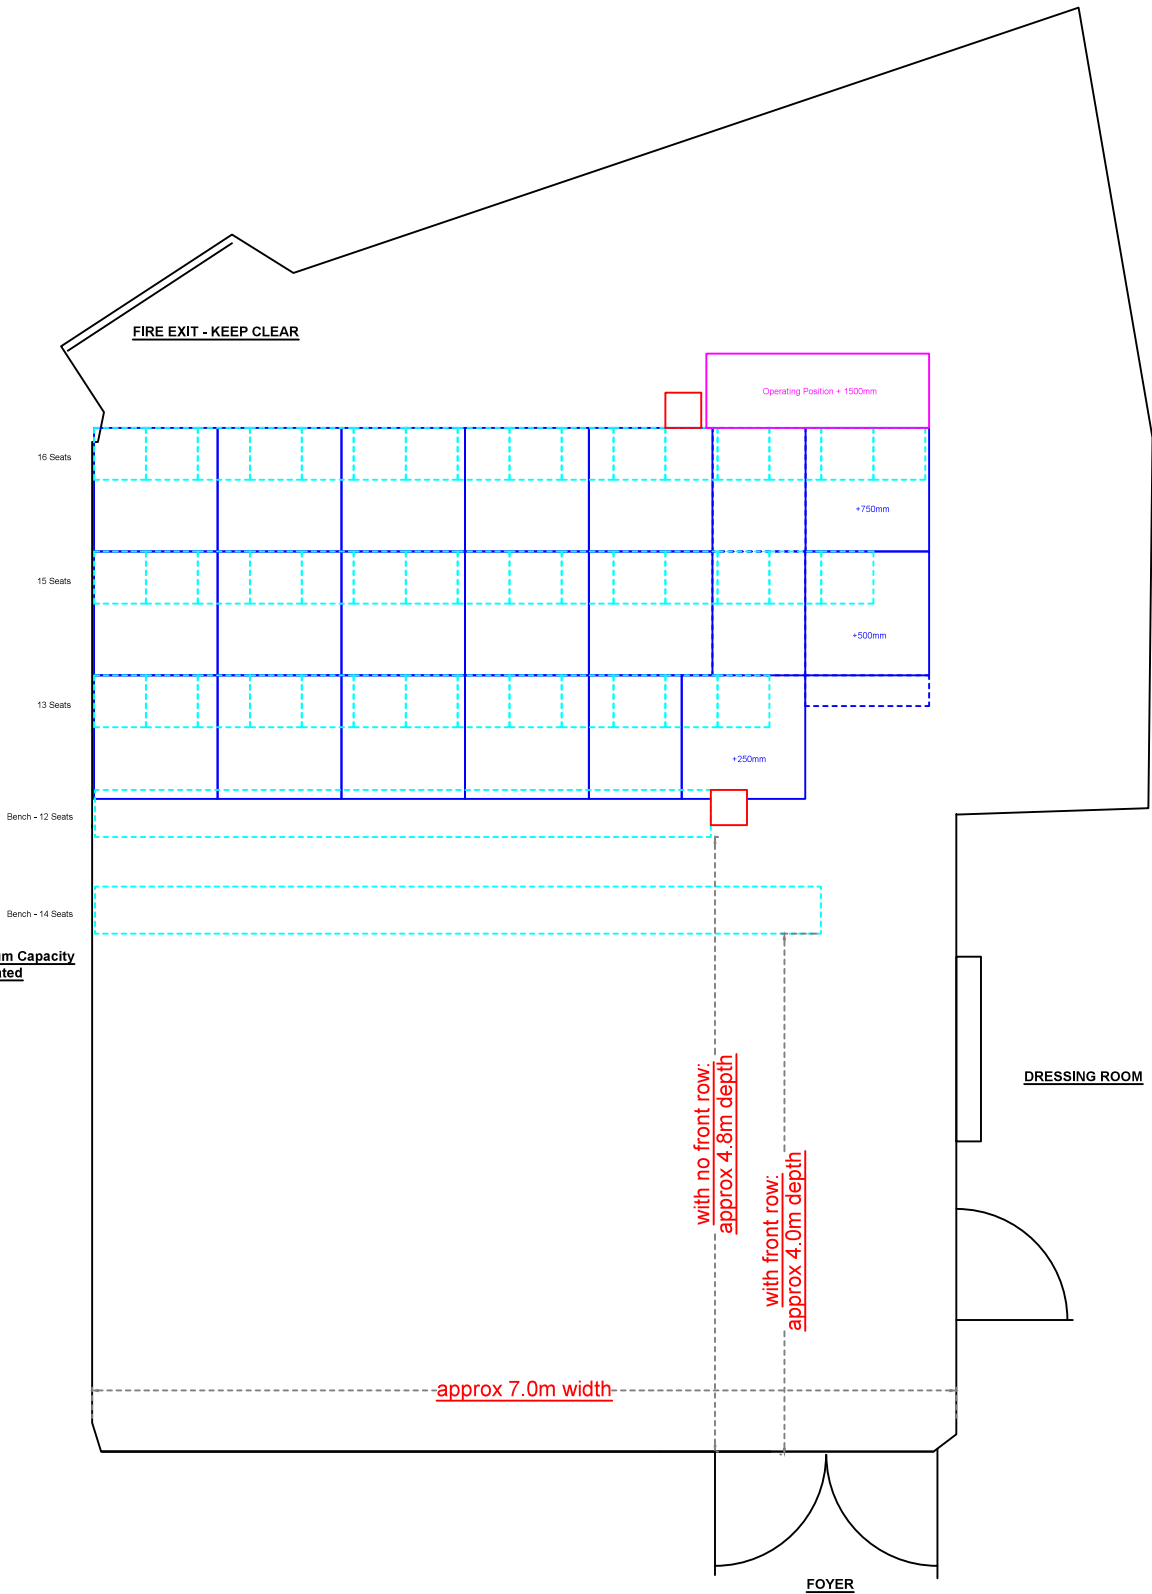 FIRE EXIT - KEEP CLEAR
Operating Position + 1500mm
16 Seats
+750mm
15 Seats
+500mm
13 Seats
+250mm
Bench - 12 Seats
Bench - 14 Seats
Capacity
with no front row:
approx 4.8m depth
with front row:
approx 4.0m depth
DRESSING ROOM
approx 7.0m width
FOYER